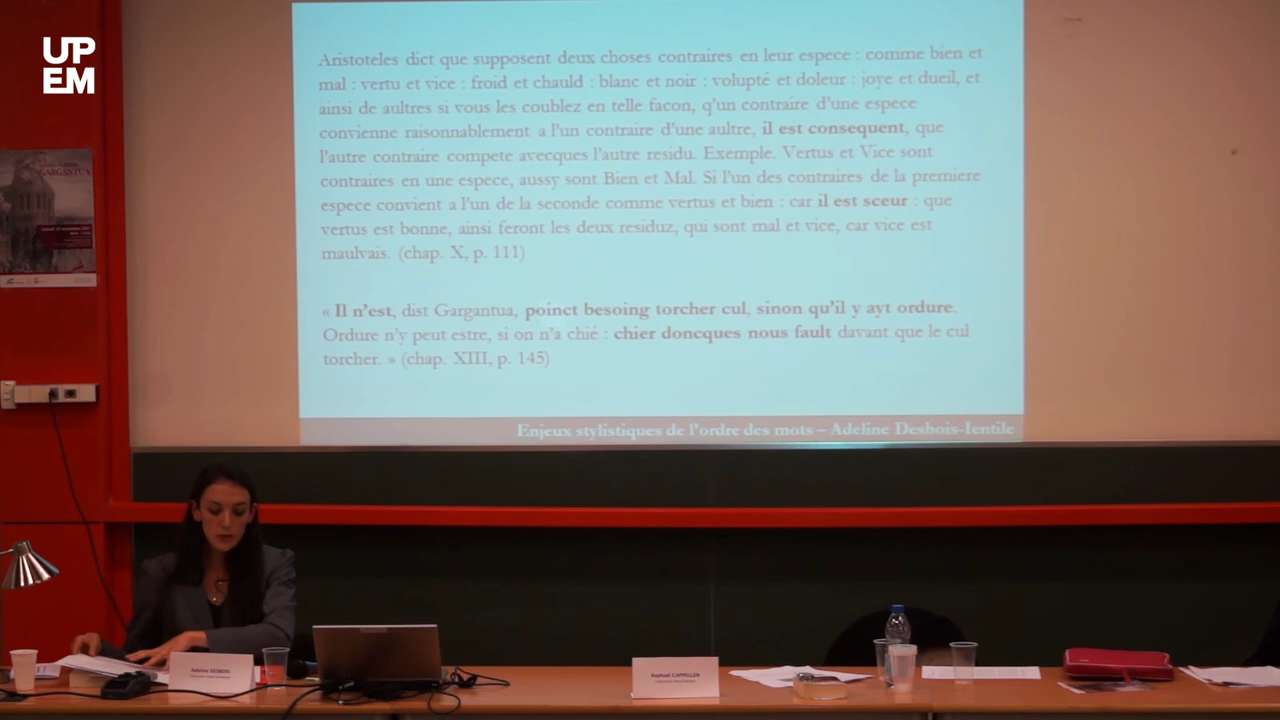 UP
EM
GARGANTUA
Aristoteles dict que supposent deux choses contraires en leur espece : comme bien et
mal : vertu et vice : froid et chauld : blanc et noir : volupté et doleur : joye et dueil, et
ainsi de aultres si vous les coublez en telle facon, q'un contraire d'une espece
convienne raisonnablement a l'un contraire d'une aultre, il est consequent, que
l'autre contraire compete avecques l'autre residu. Exemple. Vertus et Vice sont
contraires en une espece, aussy sont Bien et Mal. Si l'un des contraires de la premiere
espece convient a l'un de la seconde comme vertus et bien : car il est sceur : que
vertus est bonne, ainsi feront les deux residuz, qui sont mal et vice, car vice est
maulvais. (chap. X, p. 111)
« Il n'est, dist Gargantua, poinct besoing torcher cul, sinon qu'il y ayt ordure.
Ordure n'y peut estre, si on n'a chié : chier doncques nous fault davant que le cul
torcher. » (chap. XIII, p. 145)
Enjeux stylistiques de l'ordre des mots – Adeline Desbois-Ientile
Adeline DESBOIS
Raphaël CAPPELLEN